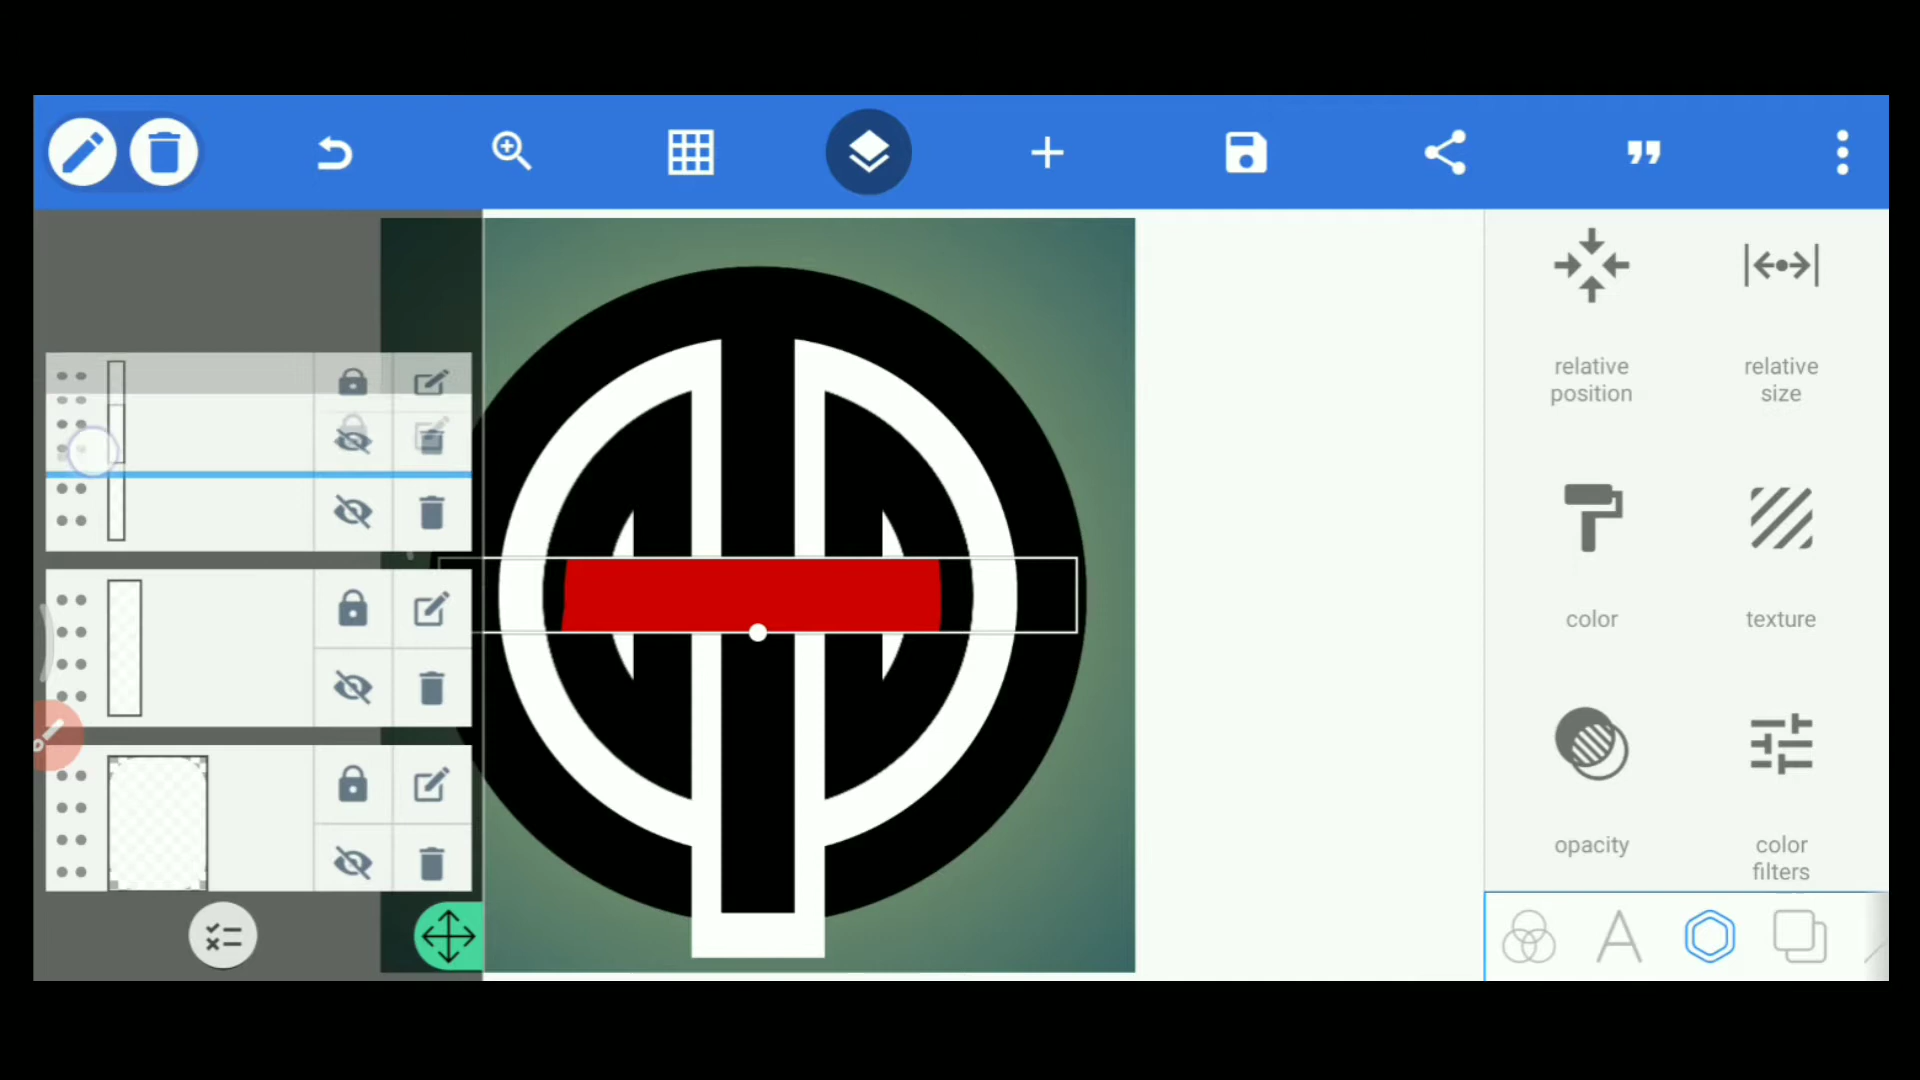 relative
position
relative
size
color
texture
opacity
color
filters